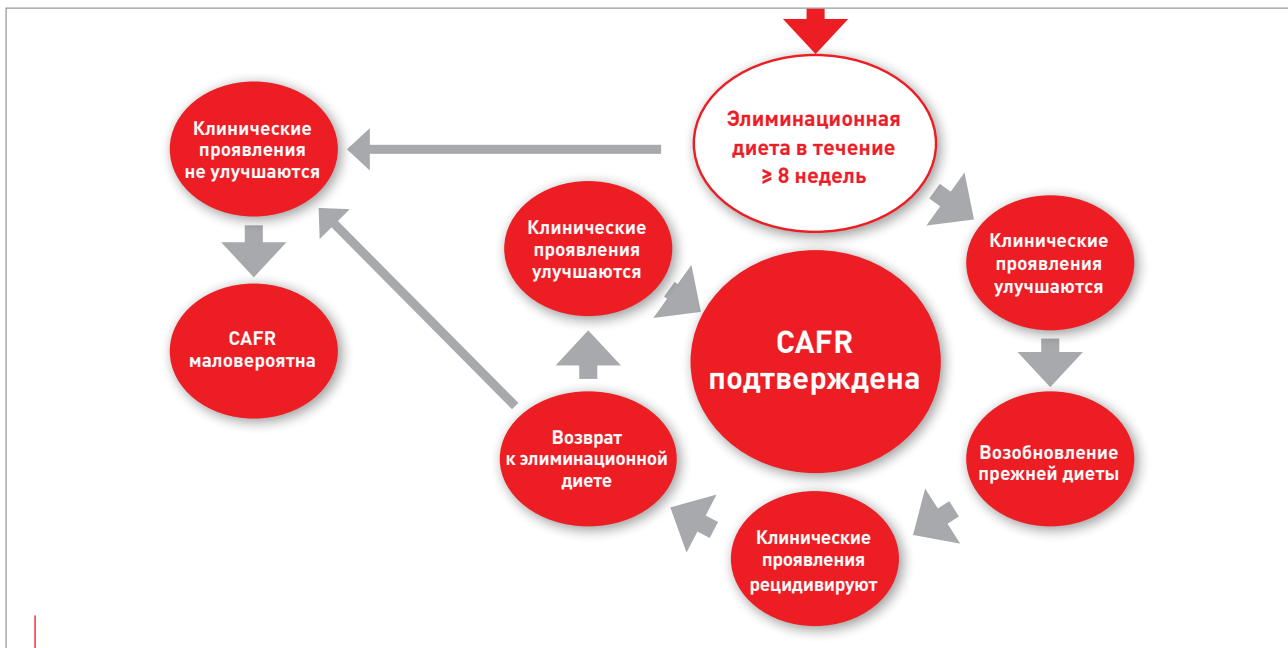 Элиминационная
диета в течение
≥ 8 недель
Клинические
проявления
не улучшаются
Клинические
проявления
улучшаются
Клинические
проявления
улучшаются
CAFR
маловероятна
CAFR
подтверждена
Возврат
к элиминационной
диете
Возобновление
прежней диеты
Клинические
проявления
рецидивируют